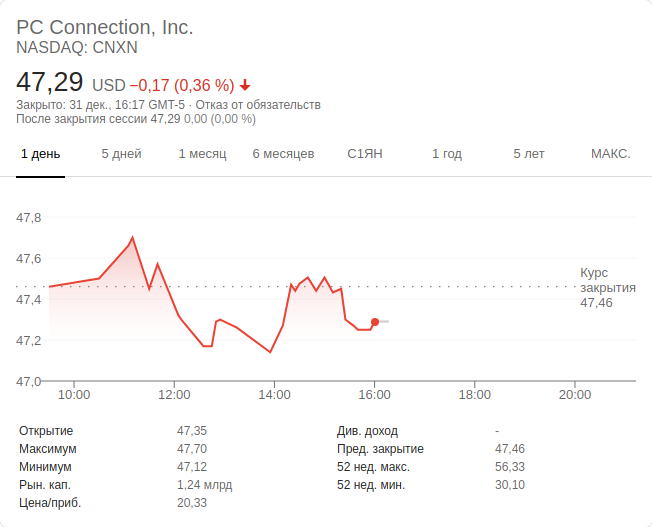 PC Connection, Inc.
NASDAQ: CNXN
47,29 USD −0,17 (0,36 %)
Закрыто: 31 дек., 16:17 GMT-5 · Отказ от обязательств
После закрытия сессии 47,29 0,00 (0,00 %)
1 день 5 дней 1 месяц 6 месяцев С1ЯН 1 год 5 лет МАКС.
47,8
47,6
47,4
47,2
47,0
Курс
закрытия
47,46
10:00 12:00 14:00 16:00 18:00 20:00
Открытие 47,35 Див. доход -
Максимум 47,70 Пред. закрытие 47,46
Минимум 47,12 52 нед. макс. 56,33
Рын. кап. 1,24 млрд 52 нед. мин. 30,10
Цена/приб. 20,33